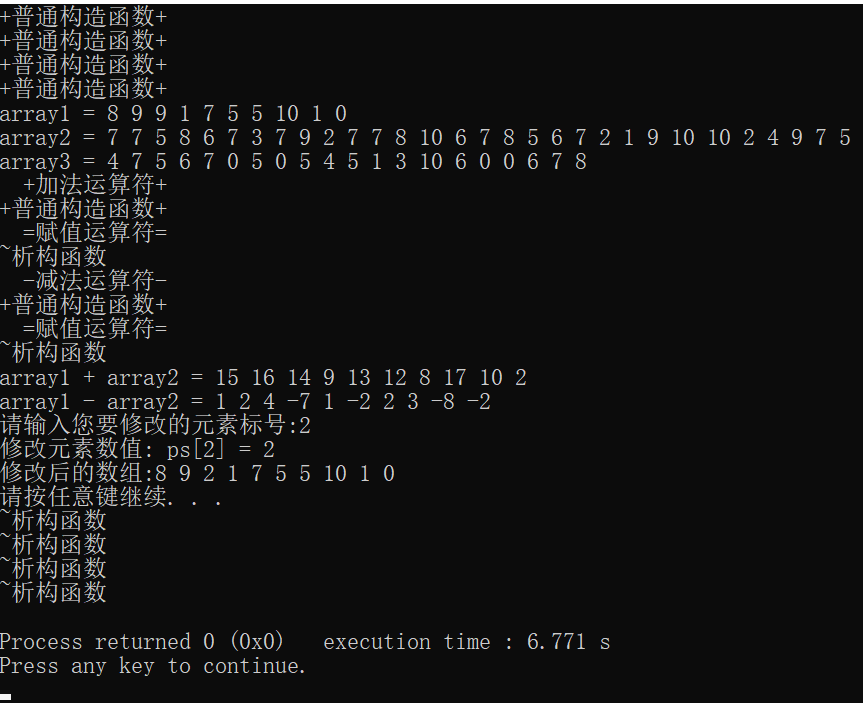 +普通构造函数+
+普通构造函数+
+普通构造函数+
+普通构造函数+
array1 = 8 9 9 1 7 5 5 10 1 0
array2 = 7 7 5 8 6 7 3 7 9 2 7 7 8 10 6 7 8 5 6 7 2 1 9 10 10 2 4 9 7 5
array3 = 4 7 5 6 7 0 5 0 5 4 5 1 3 10 6 0 0 6 7 8
  +加法运算符+
+普通构造函数+
  =赋值运算符=
~析构函数
  -减法运算符-
+普通构造函数+
  =赋值运算符=
~析构函数
array1 + array2 = 15 16 14 9 13 12 8 17 10 2
array1 - array2 = 1 2 4 -7 1 -2 2 3 -8 -2
请输入您要修改的元素标号:2
修改元素数值: ps[2] = 2
修改后的数组:8 9 2 1 7 5 5 10 1 0
请按任意键继续. . .
~析构函数
~析构函数
~析构函数
~析构函数
Process returned 0 (0x0)   execution time : 6.771 s
Press any key to continue.